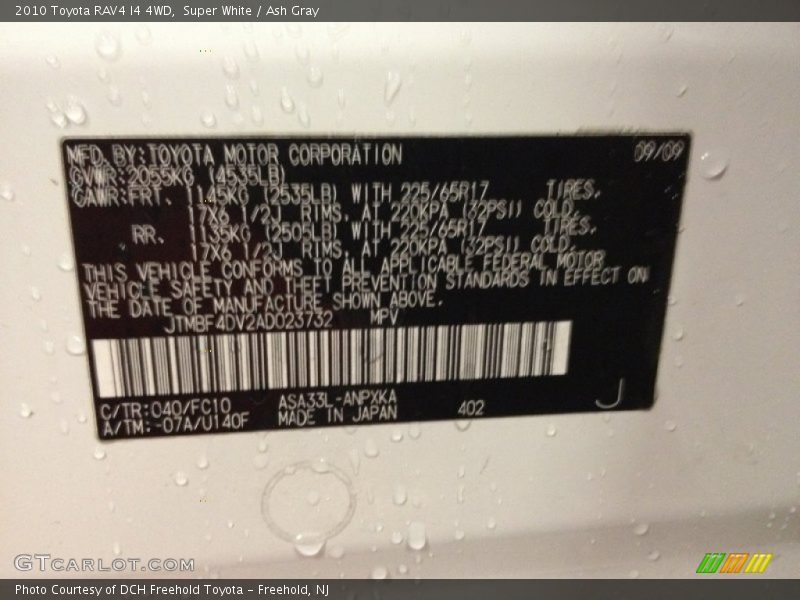 2010 Toyota RAV4 I4 4WD,  Super White / Ash Gray
MFD. BY: TOYOTA MOTOR CORPORATION 09/09
GVWR: 2055KG (4535LB)
GAWR: FRT. 1145KG (2535LB) WITH 225/65R17 TIRES,
17X6 1/2J RIMS, AT 220KPA (32PSI) COLD,
RR. 1135KG (2505LB) WITH 225/65R17 TIRES,
17X6 1/2J RIMS, AT 220KPA (32PSI) COLD.
THIS VEHICLE CONFORMS TO ALL APPLICABLE FEDERAL MOTOR
VEHICLE SAFETY AND THEFT PREVENTION STANDARDS IN EFFECT ON
THE DATE OF MANUFACTURE SHOWN ABOVE.
JTMBF4DV2AD023732 MPV
C/TR: 040/FC10 ASA33L-ANPXKA
A/TM: -07A/U140F MADE IN JAPAN 402 J
GTCARLOT.COM
Photo Courtesy of DCH Freehold Toyota - Freehold, NJ